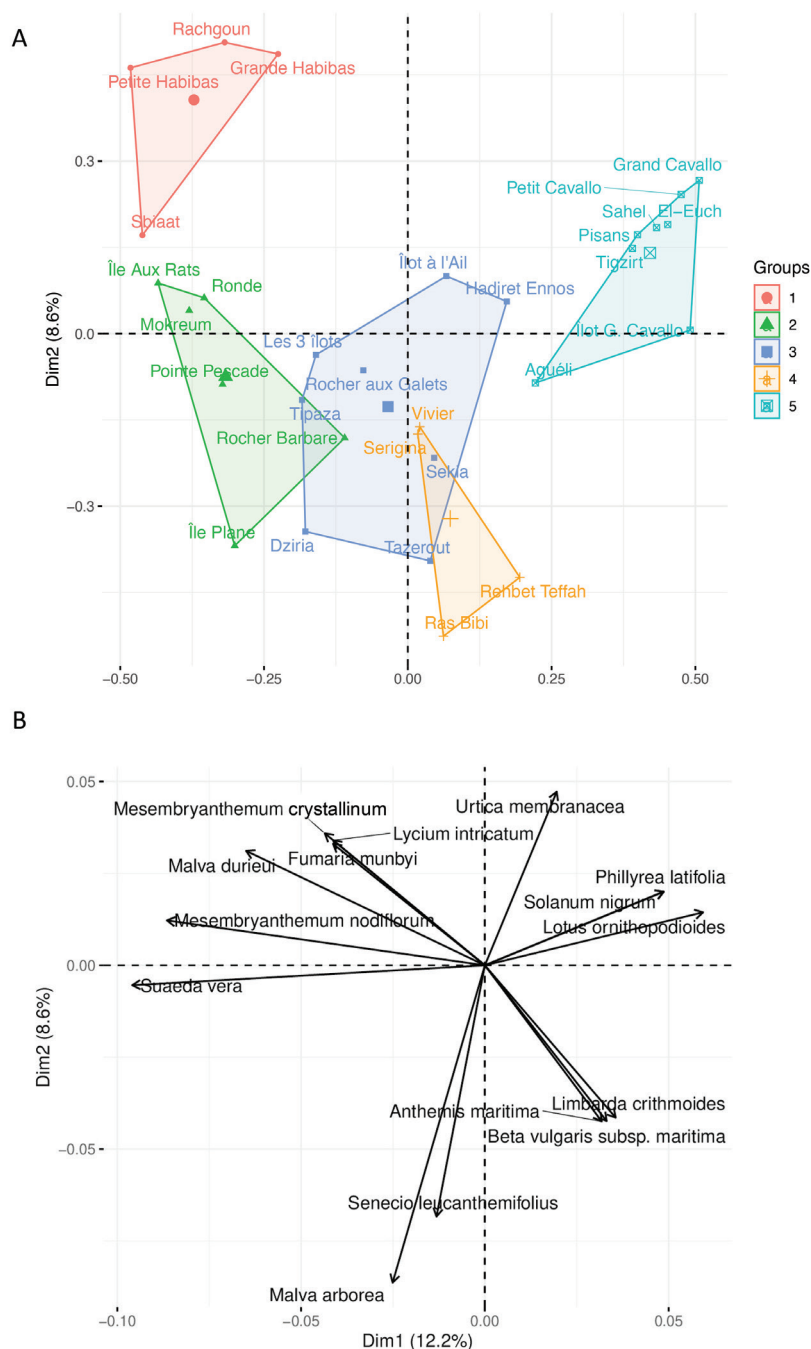 A
Rachgoun
Grande Habibas
Petite Habibas
Sbiaat
Grand Cavallo
Petit Cavallo
Sahel El-Euch
Pisans
Tigzirt
Îlot G. Cavallo
Aguéli
Île Aux Rats
Ronde
Mokreum
Pointe Pescade
Rocher Barbare
Île Plane
Îlot à l'Ail
Hadjret Ennos
Les 3 îlots
Rocher aux Galets
Tipaza
Vivier
Serigina
Sekla
Dziria
Tazerout
Rehbet Teffah
Ras Bibi
Groups
1
2
3
4
5
0.3
0.0
−0.3
Dim2 (8.6%)
−0.50
−0.25
0.00
0.25
0.50
B
0.05
0.00
−0.05
Dim2 (8.6%)
Mesembryanthemum crystallinum
Urtica membranacea
Lycium intricatum
Fumaria munbyi
Malva durieui
Phillyrea latifolia
Solanum nigrum
Mesembryanthemum nodiflorum
Lotus ornithopodioides
Suaeda vera
Anthemis maritima
Limbarda crithmoides
Beta vulgaris subsp. maritima
Senecio leucanthemifolius
Malva arborea
−0.10
−0.05
0.00
0.05
Dim1 (12.2%)